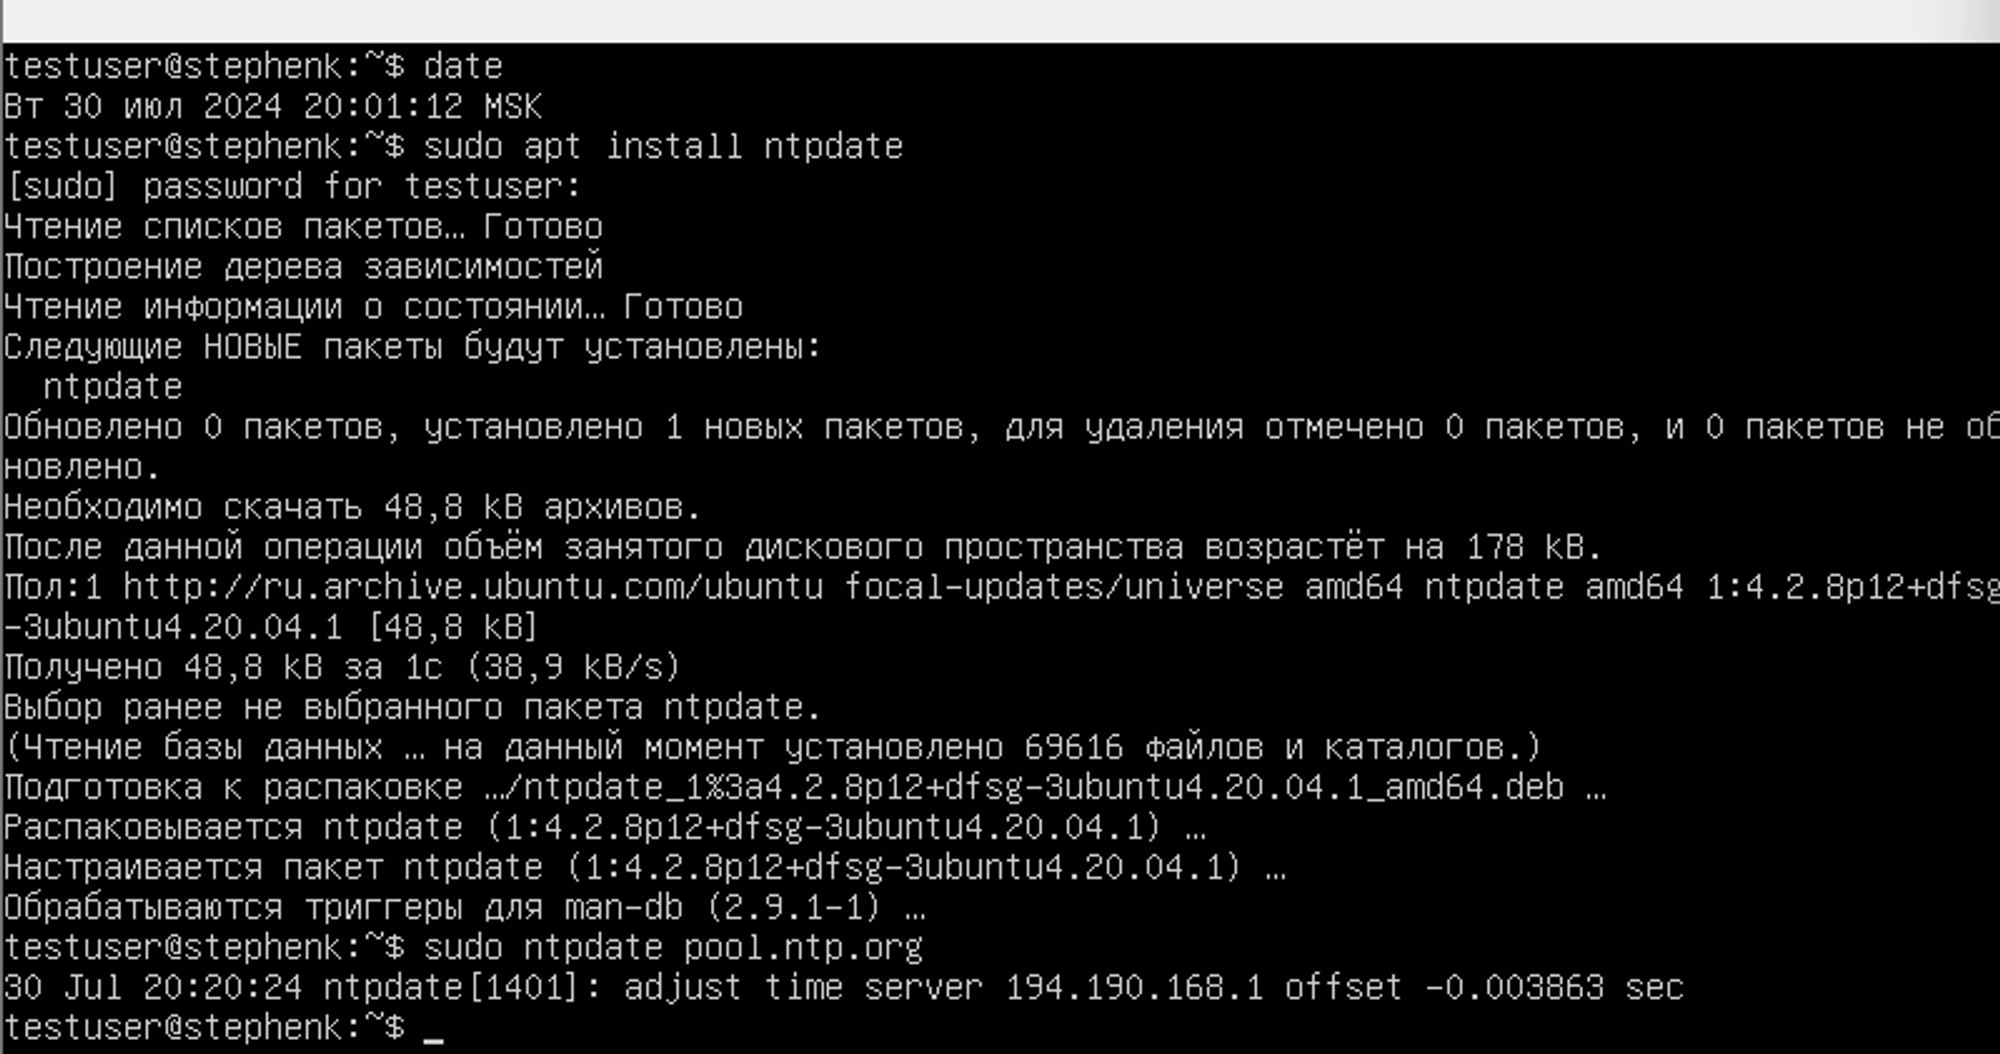 testuser@stephenk:~$ date
Вт 30 июл 2024 20:01:12 MSK
testuser@stephenk:~$ sudo apt install ntpdate
[sudo] password for testuser:
Чтение списков пакетов… Готово
Построение дерева зависимостей
Чтение информации о состоянии… Готово
Следующие НОВЫЕ пакеты будут установлены:
  ntpdate
Обновлено 0 пакетов, установлено 1 новых пакетов, для удаления отмечено 0 пакетов, и 0 пакетов не об
новлено.
Необходимо скачать 48,8 kB архивов.
После данной операции объём занятого дискового пространства возрастёт на 178 kB.
Пол:1 http://ru.archive.ubuntu.com/ubuntu focal-updates/universe amd64 ntpdate amd64 1:4.2.8p12+dfsg
-3ubuntu4.20.04.1 [48,8 kB]
Получено 48,8 kB за 1с (38,9 kB/s)
Выбор ранее не выбранного пакета ntpdate.
(Чтение базы данных … на данный момент установлено 69616 файлов и каталогов.)
Подготовка к распаковке …/ntpdate_1%3a4.2.8p12+dfsg-3ubuntu4.20.04.1_amd64.deb …
Распаковывается ntpdate (1:4.2.8p12+dfsg-3ubuntu4.20.04.1) …
Настраивается пакет ntpdate (1:4.2.8p12+dfsg-3ubuntu4.20.04.1) …
Обрабатываются триггеры для man-db (2.9.1-1) …
testuser@stephenk:~$ sudo ntpdate pool.ntp.org
30 Jul 20:20:24 ntpdate[1401]: adjust time server 194.190.168.1 offset -0.003863 sec
testuser@stephenk:~$ _